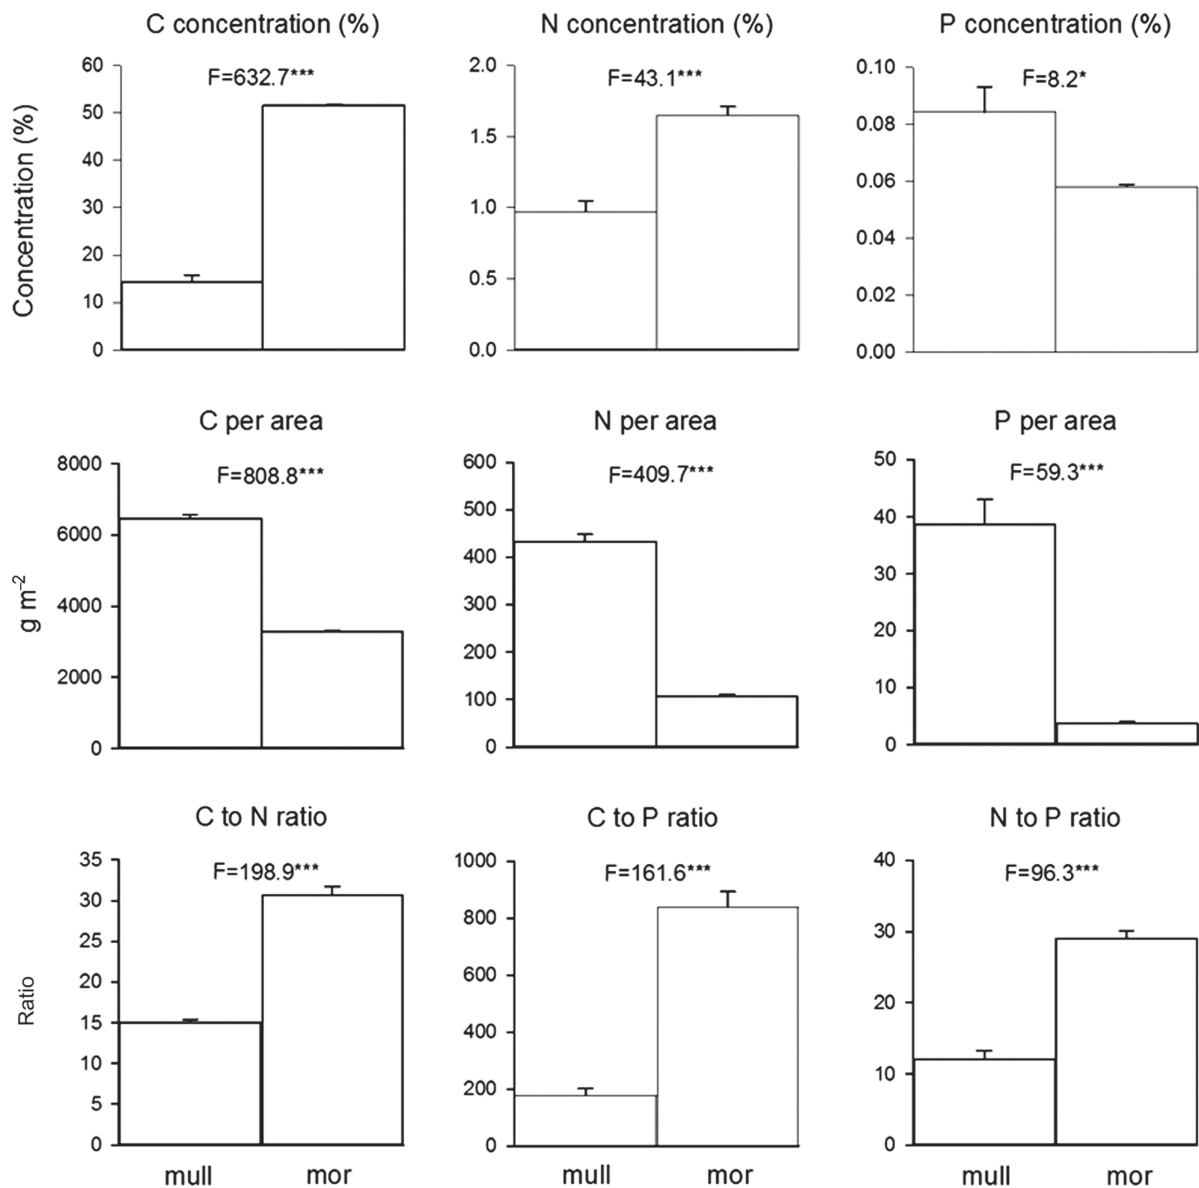 C concentration (%)
N concentration (%)
P concentration (%)
Concentration (%)
60
50
40
30
20
10
0
F=632.7***
2.0
1.5
1.0
0.5
0.0
F=43.1***
0.10
0.08
0.06
0.04
0.02
0.00
F=8.2*
C per area
N per area
P per area
g m⁻²
8000
6000
4000
2000
0
F=808.8***
600
500
400
300
200
100
0
F=409.7***
50
40
30
20
10
0
F=59.3***
C to N ratio
C to P ratio
N to P ratio
Ratio
35
30
25
20
15
10
5
0
F=198.9***
1000
800
600
400
200
0
F=161.6***
40
30
20
10
0
F=96.3***
mull mor
mull mor
mull mor